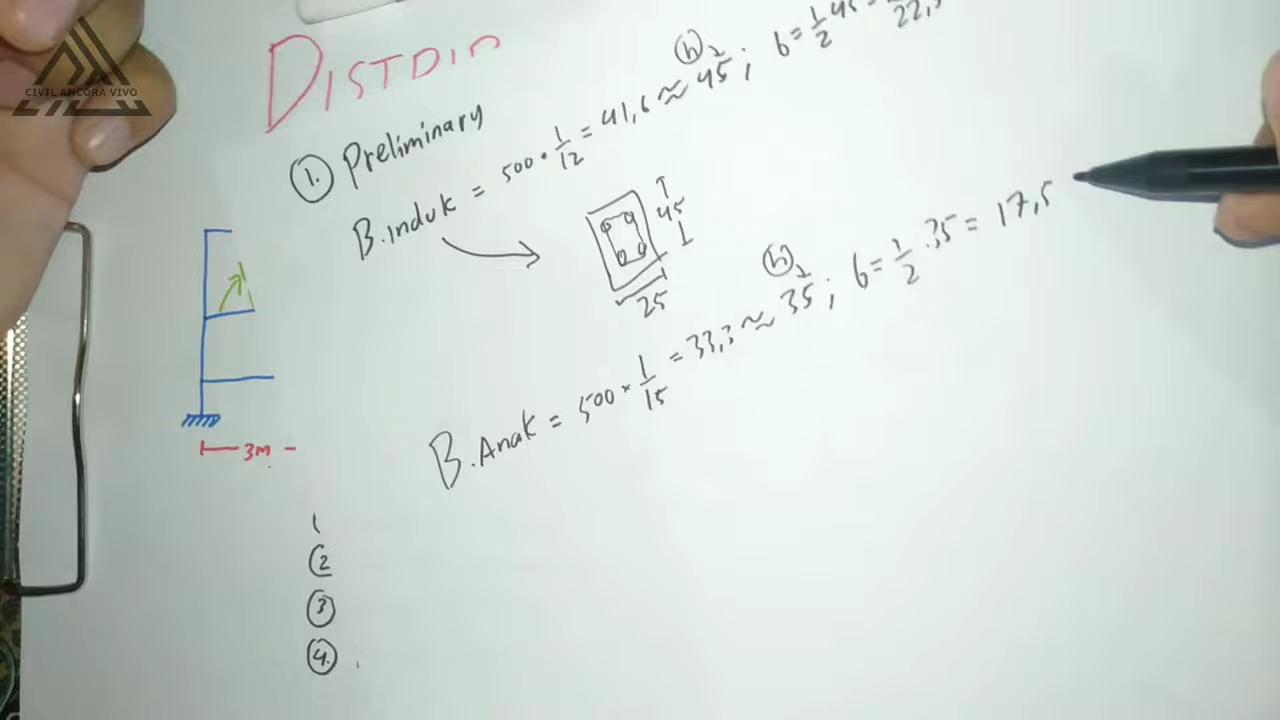 CIVIL ANCORA VIVO
DISTDIA
1. Preliminary
B.induk = 500 · 1/12 = 41,6 ≈ 45 ; b = 1/2 45 =
(h)
22,5
45
25
(h)
B.Anak = 500 × 1/15 = 33,3 ≈ 35 ; b = 1/2 . 35 = 17,5
3M
1
2
3
4.